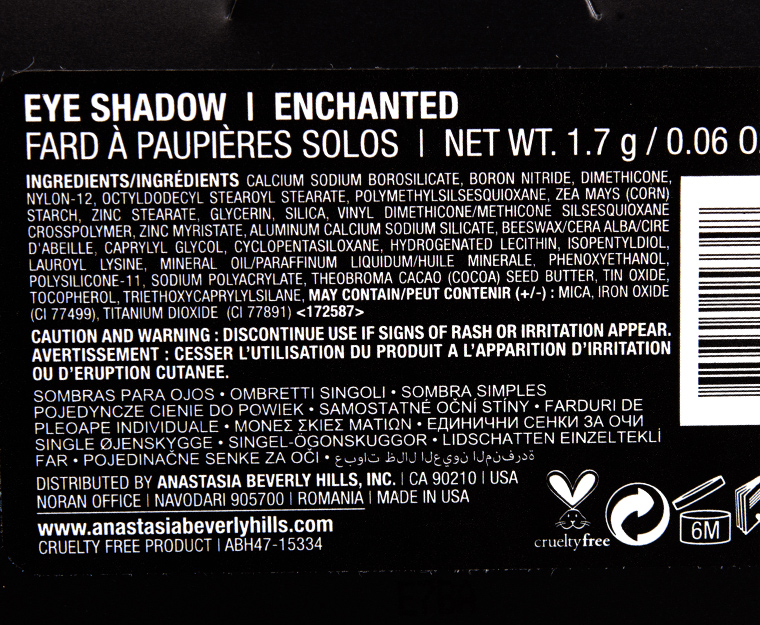 EYE SHADOW | ENCHANTED
FARD À PAUPIÈRES SOLOS | NET WT. 1.7 g / 0.06 O
INGREDIENTS/INGRÉDIENTS CALCIUM SODIUM BOROSILICATE, BORON NITRIDE, DIMETHICONE,
NYLON-12, OCTYLDODECYL STEAROYL STEARATE, POLYMETHYLSILSESQUIOXANE, ZEA MAYS (CORN)
STARCH, ZINC STEARATE, GLYCERIN, SILICA, VINYL DIMETHICONE/METHICONE SILSESQUIOXANE
CROSSPOLYMER, ZINC MYRISTATE, ALUMINUM CALCIUM SODIUM SILICATE, BEESWAX/CERA ALBA/CIRE
D'ABEILLE, CAPRYLYL GLYCOL, CYCLOPENTASILOXANE, HYDROGENATED LECITHIN, ISOPENTYLDIOL,
LAUROYL LYSINE, MINERAL OIL/PARAFFINUM LIQUIDUM/HUILE MINERALE, PHENOXYETHANOL,
POLYSILICONE-11, SODIUM POLYACRYLATE, THEOBROMA CACAO (COCOA) SEED BUTTER, TIN OXIDE,
TOCOPHEROL, TRIETHOXYCAPRYLYLSILANE, MAY CONTAIN/PEUT CONTENIR (+/-) : MICA, IRON OXIDE
(CI 77499), TITANIUM DIOXIDE (CI 77891) <172587>
CAUTION AND WARNING : DISCONTINUE USE IF SIGNS OF RASH OR IRRITATION APPEAR.
AVERTISSEMENT : CESSER L'UTILISATION DU PRODUIT A L'APPARITION D'IRRITATION
OU D'ERUPTION CUTANEE.
SOMBRAS PARA OJOS • OMBRETTI SINGOLI • SOMBRA SIMPLES
POJEDYNCZE CIENIE DO POWIEK • SAMOSTATNÉ OČNÍ STÍNY • FARDURI DE
PLEOAPE INDIVIDUALE • ΜΟΝΕΣ ΣΚΙΕΣ ΜΑΤΙΩΝ • ЕДИНИЧНИ СЕНКИ ЗА ОЧИ
SINGLE ØJENSKYGGE • SINGEL-ÖGONSKUGGOR • LIDSCHATTEN EINZELTEKLİ
FAR • POJEDINAČNE SENKE ZA OČI • عبوات ظلال العيون المنفردة
DISTRIBUTED BY ANASTASIA BEVERLY HILLS, INC. | CA 90210 | USA
NORAN OFFICE | NAVODARI 905700 | ROMANIA | MADE IN USA
www.anastasiabeverlyhills.com
CRUELTY FREE PRODUCT | ABH47-15334
crueltyfree
6M